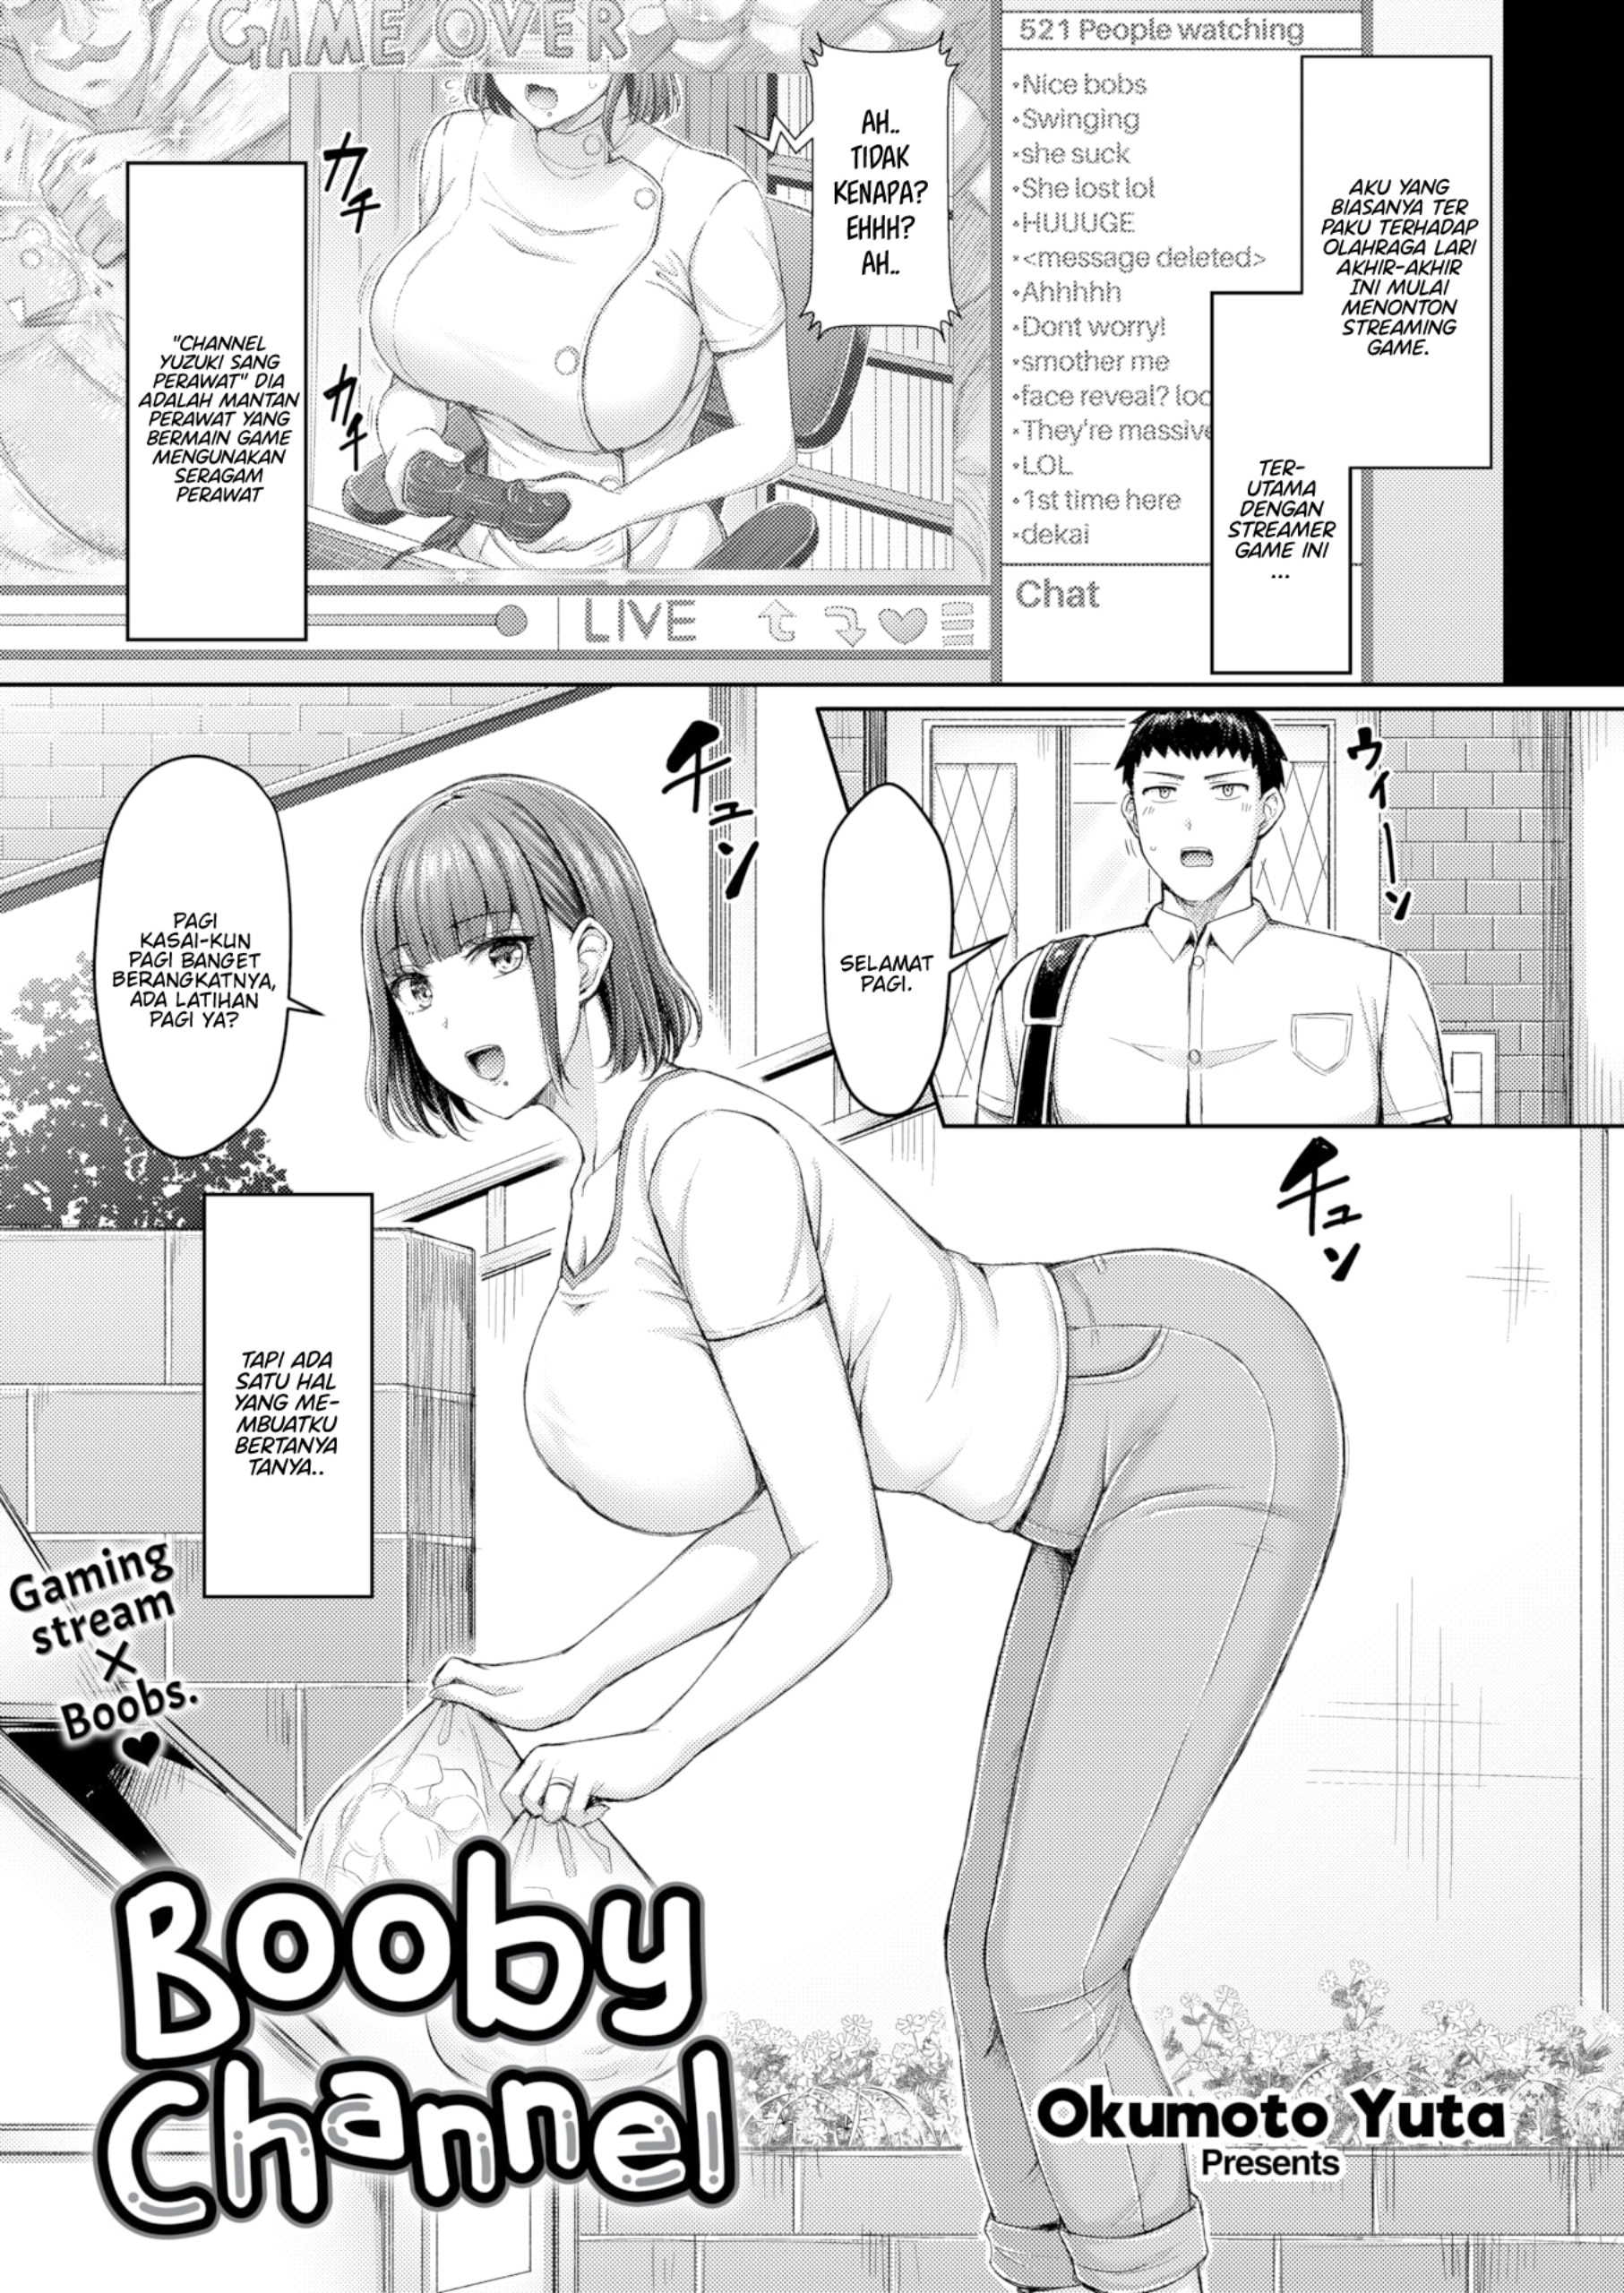 521 People watching
•Nice bobs
•Swinging
•she suck
•She lost lol
•HUUUGE
•<message deleted>
•Ahhhhh
•Dont worry!
•smother me
•face reveal? loc
•They're massive
•LOL
•1st time here
•dekai
Chat
AKU YANG
BIASANYA TER
PAKU TERHADAP
OLAHRAGA LARI
AKHIR-AKHIR
INI MULAI
MENONTON
STREAMING
GAME.
TER-
UTAMA
DENGAN
STREAMER
GAME INI
...
GAME OVER
AH..
TIDAK
KENAPA?
EHHH?
AH..
カチ
カチ
"CHANNEL
YUZUKI SANG
PERAWAT" DIA
ADALAH MANTAN
PERAWAT YANG
BERMAIN GAME
MENGUNAKAN
SERAGAM
PERAWAT
LIVE
ウィーン
SELAMAT
PAGI.
チュン
チュン
PAGI
KASAI-KUN
PAGI BANGET
BERANGKATNYA,
ADA LATIHAN
PAGI YA?
TAPI ADA
SATU HAL
YANG ME-
MBUATKU
BERTANYA
TANYA..
Gaming
stream
×
Boobs.
♥
Booby
Channel
Okumoto Yuta
Presents